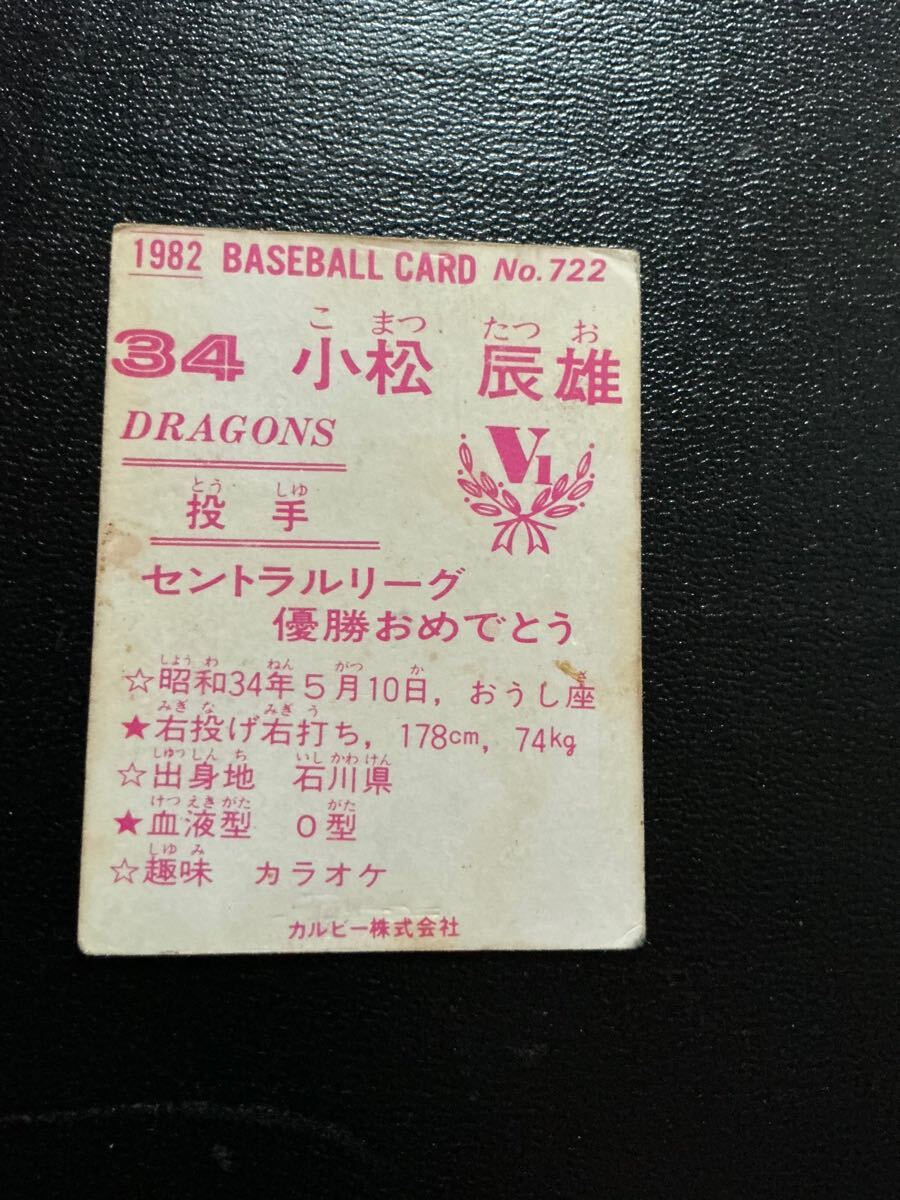 1982 BASEBALL CARD No.722
こ まつ たつ お
34 小松 辰雄
DRAGONS
V1
とう しゆ
投手
セントラルリーグ
優勝おめでとう
しょう わ ねん がつ か ざ
☆昭和34年5月10日，おうし座
みぎ な みぎ う
★右投げ右打ち，178cm，74kg
しゅつ しん ち いし かわ けん
☆出身地 石川県
けつ えき がた がた
★血液型 O型
しゆ み
☆趣味 カラオケ
カルビー株式会社